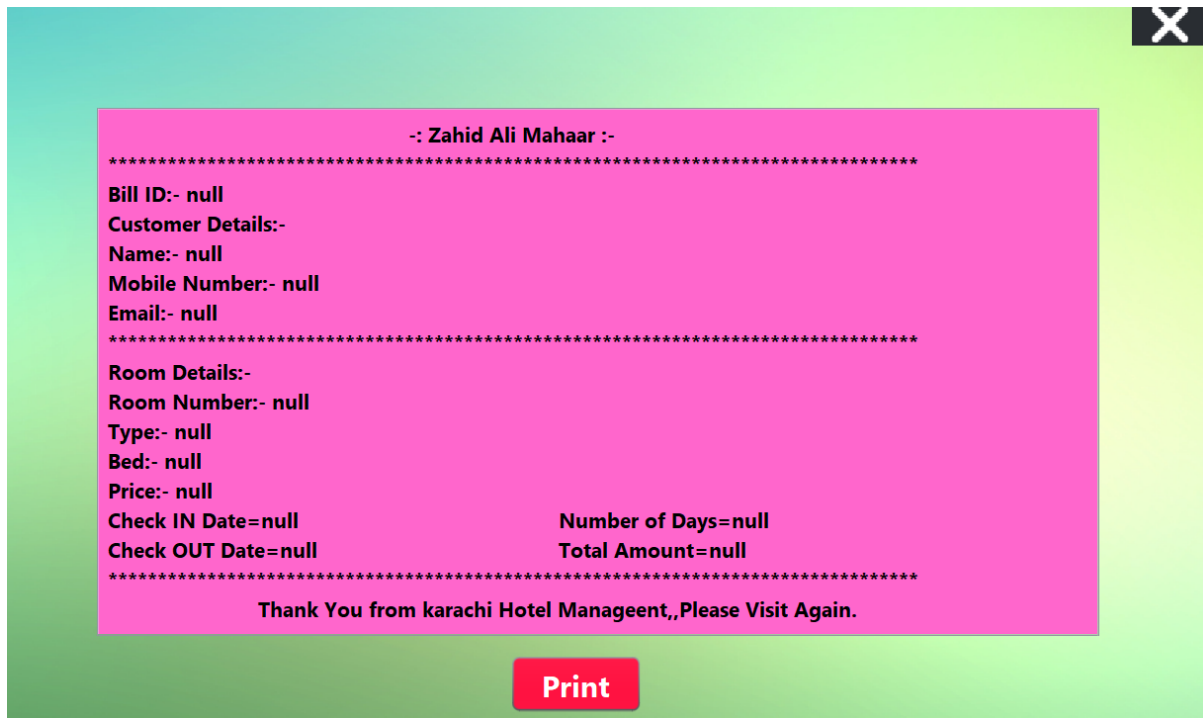 -: Zahid Ali Mahaar :-
**********************************************************************************
Bill ID:- null
Customer Details:-
Name:- null
Mobile Number:- null
Email:- null
**********************************************************************************
Room Details:-
Room Number:- null
Type:- null
Bed:- null
Price:- null
Check IN Date=null Number of Days=null
Check OUT Date=null Total Amount=null
**********************************************************************************
Thank You from karachi Hotel Manageent,,Please Visit Again.
Print